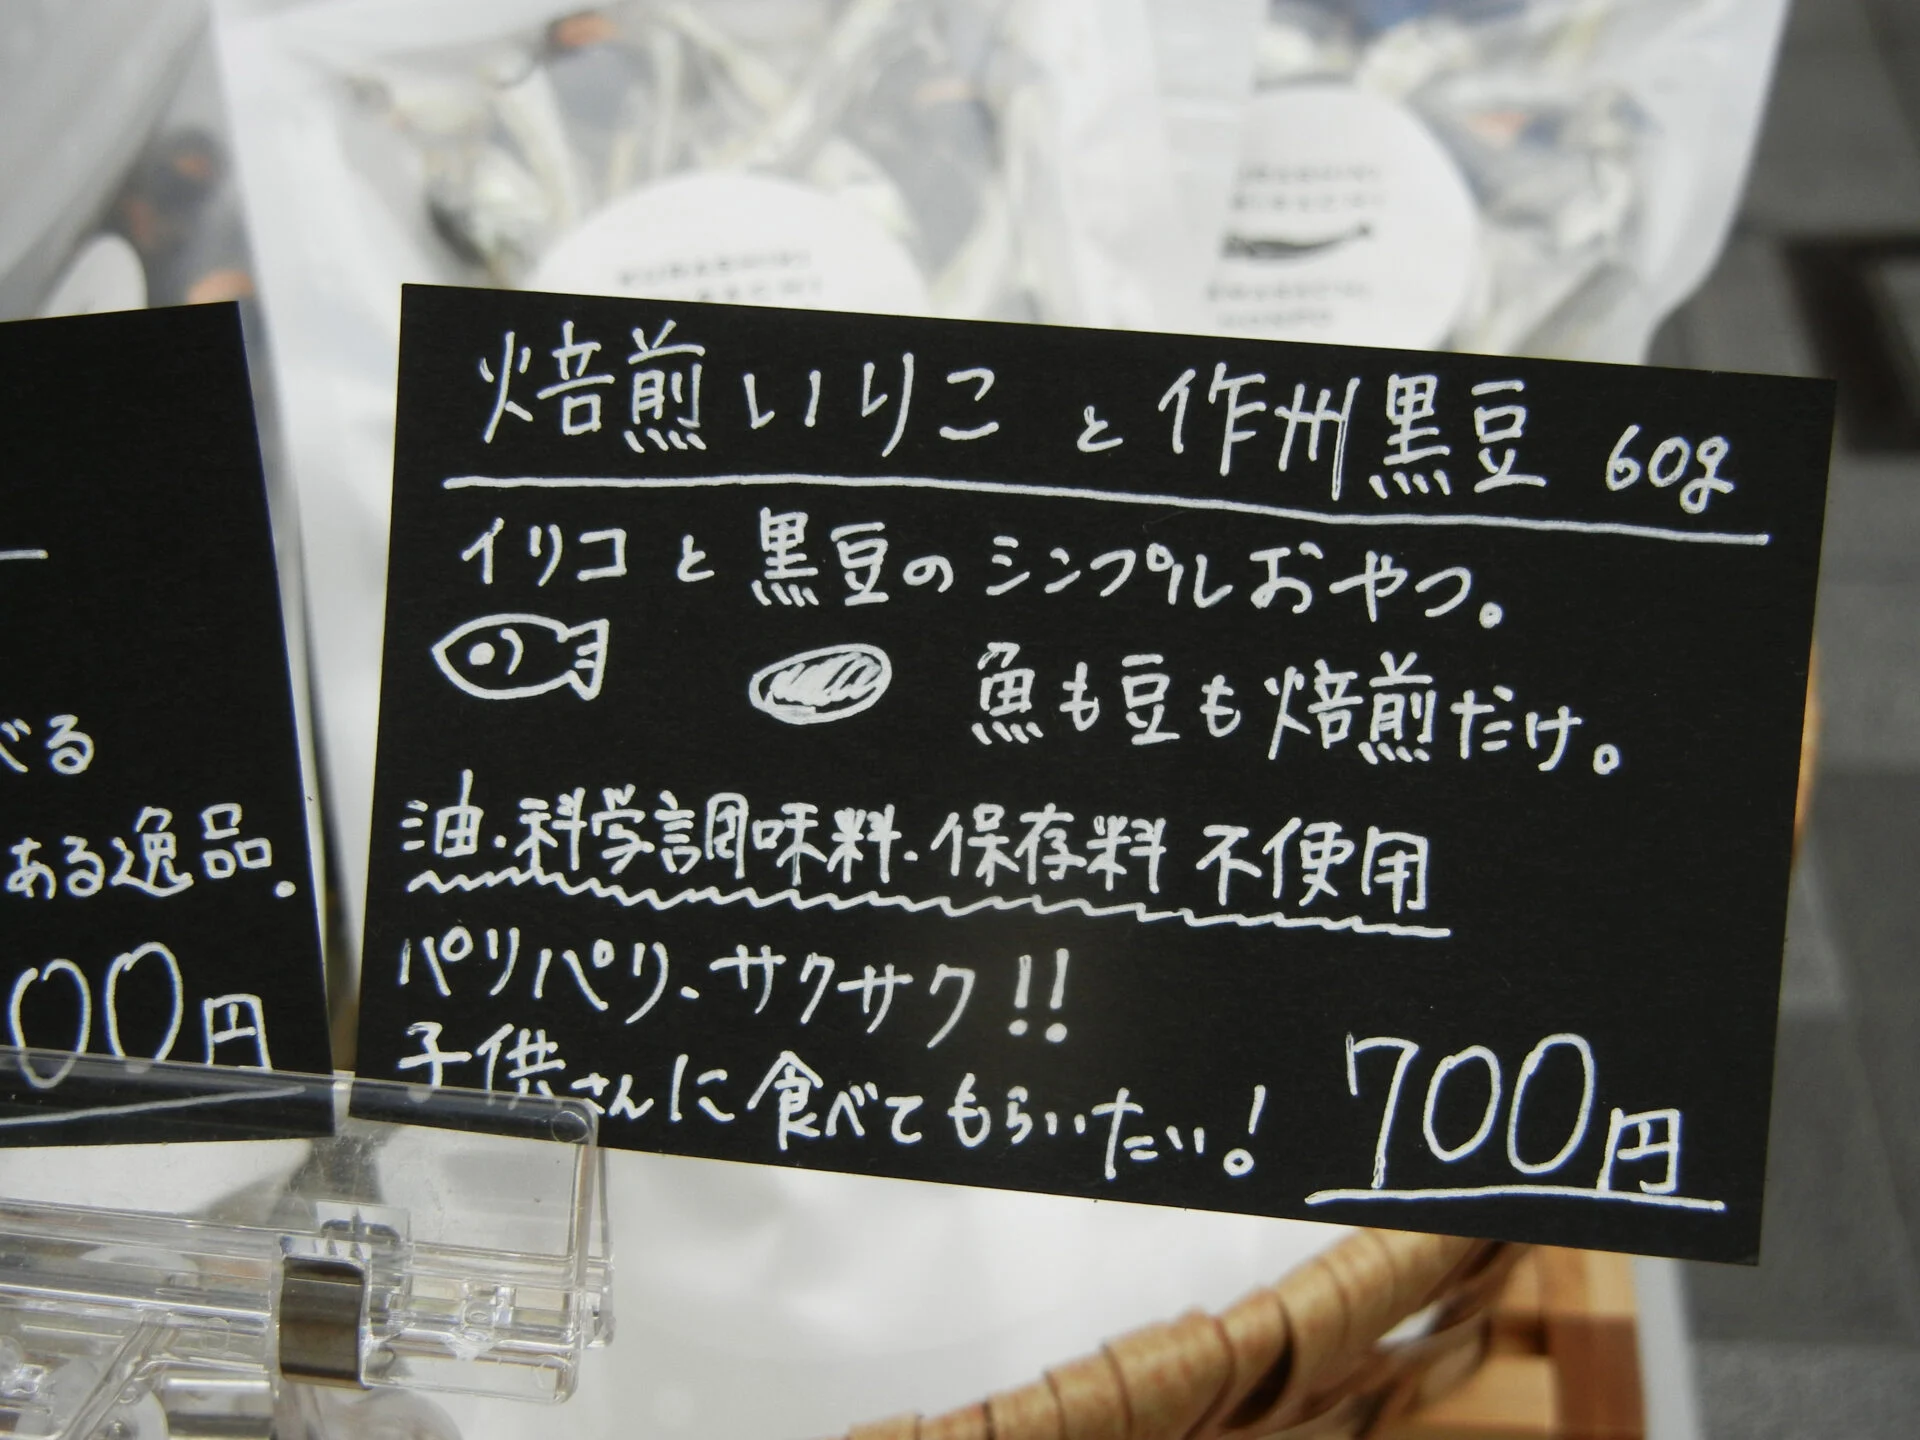 焙煎いりこと作州黒豆 60g
イリコと黒豆のシンプルおやつ。
魚も豆も焙煎だけ。
油・科学調味料・保存料 不使用
パリパリ、サクサク!!
子供さんに食べてもらいたい!
700円
べる
ある逸品。
00円